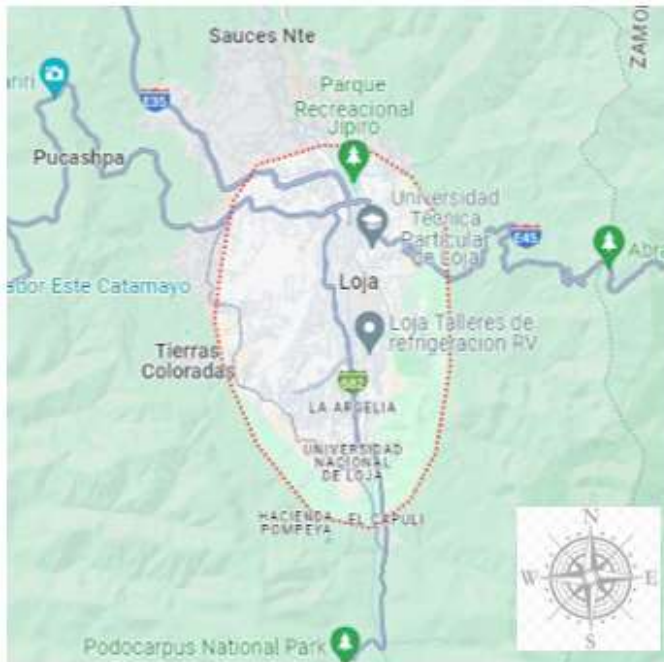 Sauces Nte
ZAMO
Parque
Recreacional
Jipiro
E35
Pucashpa
Universidad
Técnica
Particular
de Loja
E45
Abra
ador Este Catamayo
Loja
Loja Talleres de
refrigeracion RV
Tierras
Coloradas
682
LA ARGELIA
UNIVERSIDAD
NACIONAL
DE LOJA
HACIENDA
POMPEYA
EL CAPULI
N
W E
S
Podocarpus National Park